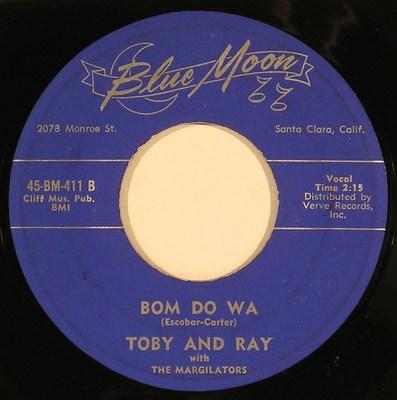 Blue Moon
2078 Monroe St.
Santa Clara, Calif.
45-BM-411 B
Cliff Mus. Pub.
BMI
Vocal
Time 2:15
Distributed by
Verve Records,
Inc.
BOM DO WA
(Escobar-Carter)
TOBY AND RAY
with
THE MARGILATORS